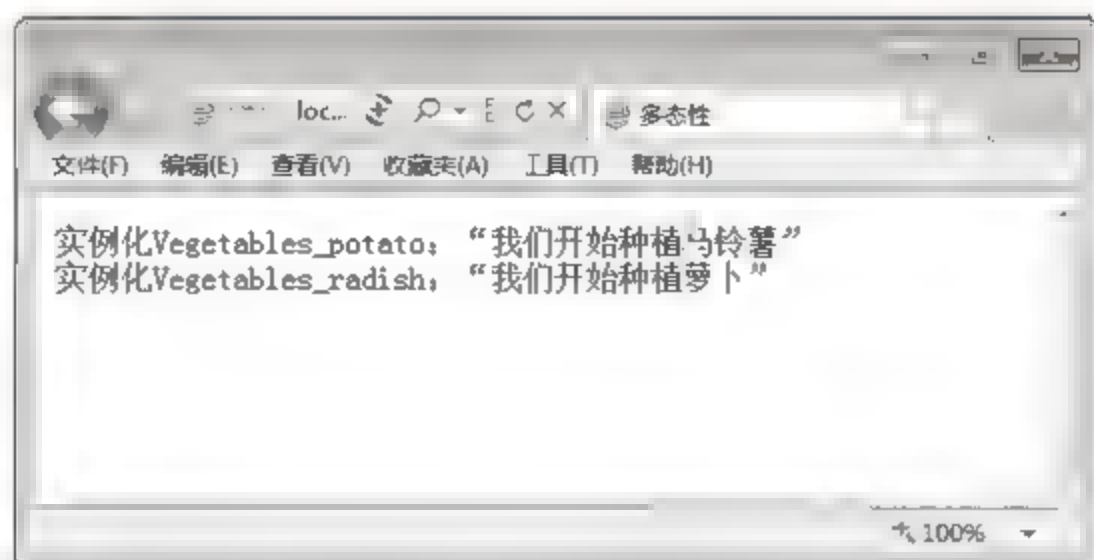 loc... 多态性
文件(F) 编辑(E) 查看(V) 收藏夹(A) 工具(T) 帮助(H)
实例化Vegetables_potato:“我们开始种植马铃薯”
实例化Vegetables_radish:“我们开始种植萝卜”
100%